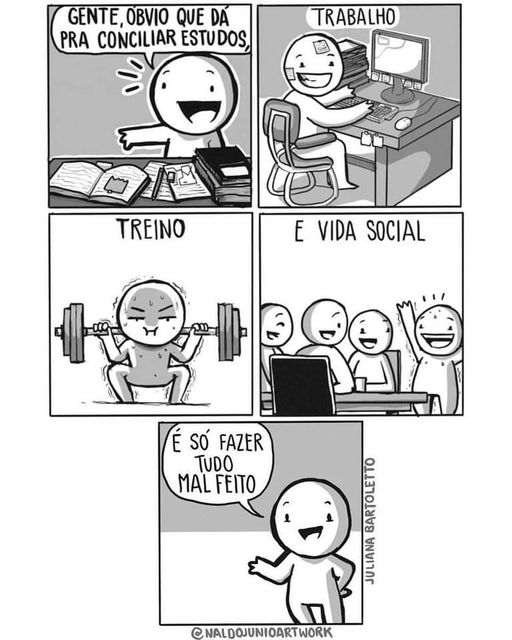 GENTE, ÓBVIO QUE DÁ
PRA CONCILIAR ESTUDOS,
TRABALHO
TREINO
E VIDA SOCIAL
É SÓ FAZER
TUDO
MAL FEITO
JULIANA BARTOLETTO
@NALDOJUNIOARTWORK